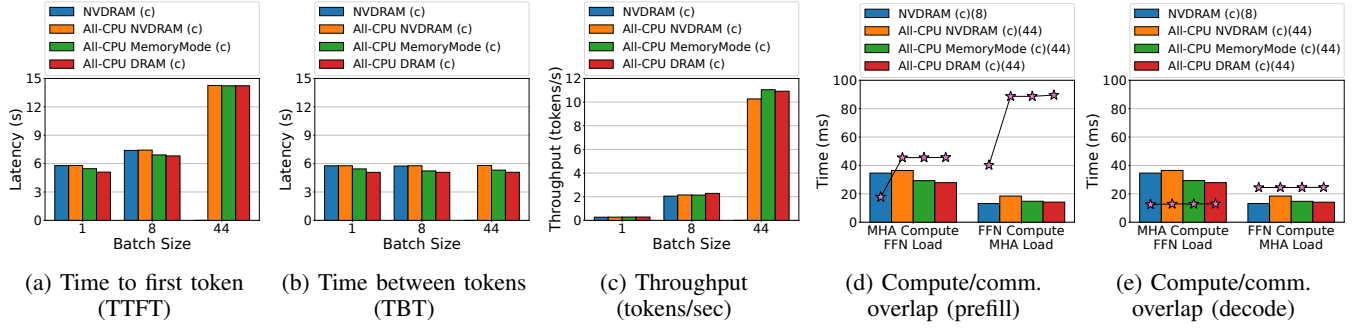 NVDRAM (c)
All-CPU NVDRAM (c)
All-CPU MemoryMode (c)
All-CPU DRAM (c)
Latency (s)
15
12
9
6
3
0
1
8
44
Batch Size
(a) Time to first token
(TTFT)
NVDRAM (c)
All-CPU NVDRAM (c)
All-CPU MemoryMode (c)
All-CPU DRAM (c)
Latency (s)
15
12
9
6
3
0
1
8
44
Batch Size
(b) Time between tokens
(TBT)
NVDRAM (c)
All-CPU NVDRAM (c)
All-CPU MemoryMode (c)
All-CPU DRAM (c)
Throughput (tokens/s)
12
10
8
6
4
2
0
1
8
44
Batch Size
(c) Throughput
(tokens/sec)
NVDRAM (c)(8)
All-CPU NVDRAM (c)(44)
All-CPU MemoryMode (c)(44)
All-CPU DRAM (c)(44)
Time (ms)
100
80
60
40
20
0
MHA Compute
FFN Load
FFN Compute
MHA Load
(d) Compute/comm.
overlap (prefill)
NVDRAM (c)(8)
All-CPU NVDRAM (c)(44)
All-CPU MemoryMode (c)(44)
All-CPU DRAM (c)(44)
Time (ms)
100
80
60
40
20
0
MHA Compute
FFN Load
FFN Compute
MHA Load
(e) Compute/comm.
overlap (decode)